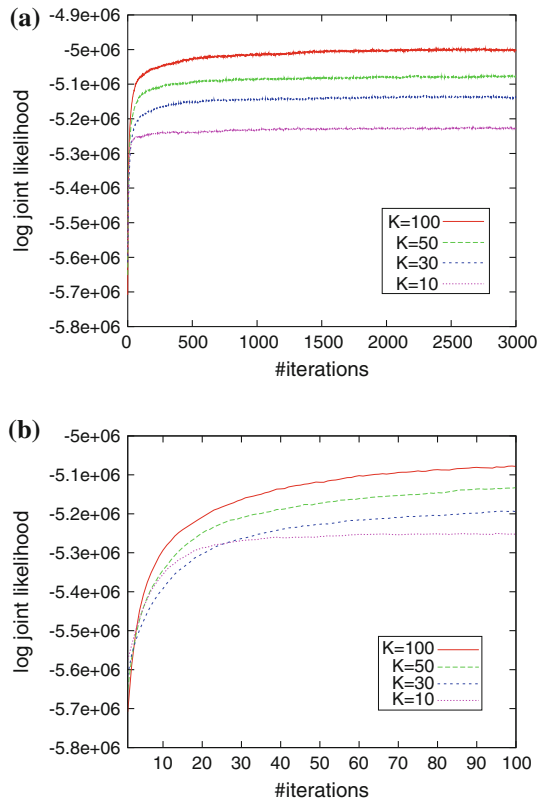 (a)
-4.9e+06
-5e+06
-5.1e+06
-5.2e+06
-5.3e+06
-5.4e+06
-5.5e+06
-5.6e+06
-5.7e+06
-5.8e+06
log joint likelihood
K=100
K=50
K=30
K=10
0 500 1000 1500 2000 2500 3000
#iterations
(b)
-5e+06
-5.1e+06
-5.2e+06
-5.3e+06
-5.4e+06
-5.5e+06
-5.6e+06
-5.7e+06
-5.8e+06
log joint likelihood
K=100
K=50
K=30
K=10
10 20 30 40 50 60 70 80 90 100
#iterations